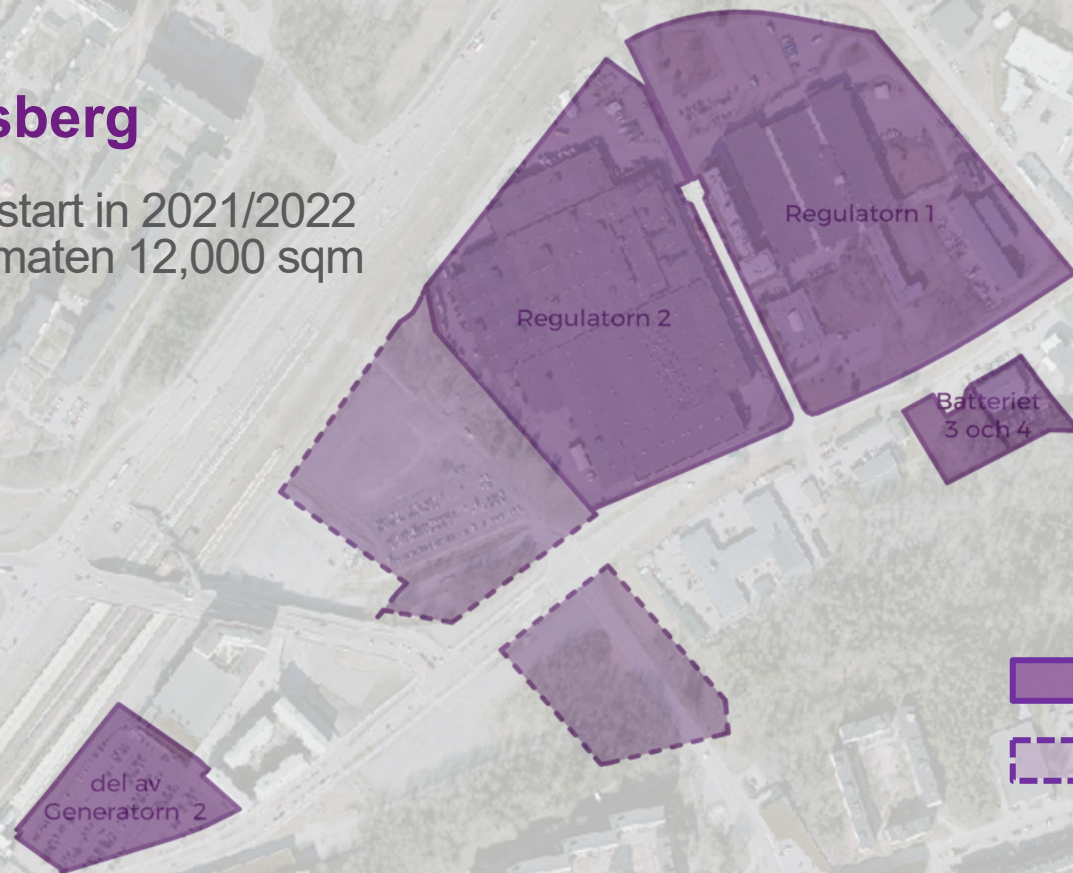 sberg
start in 2021/2022
maten 12,000 sqm
Regulatorn 1
Regulatorn 2
Batteriet
3 och 4
del av
Generatorn 2